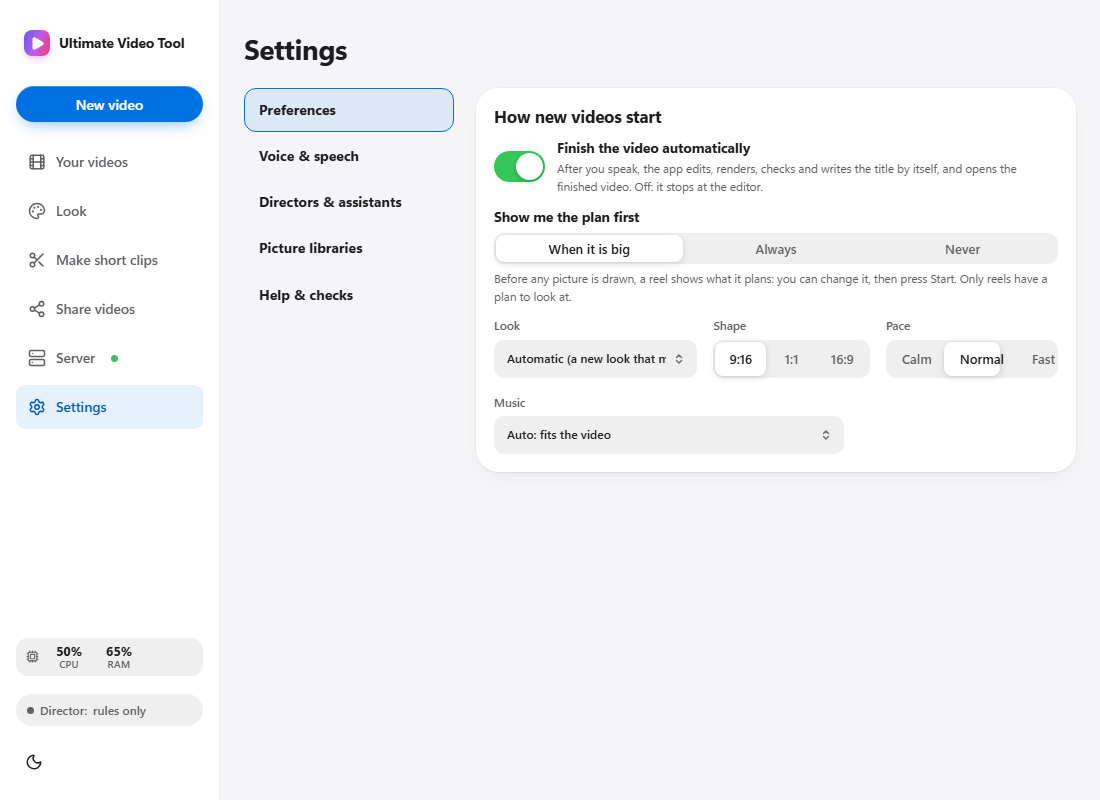 Ultimate Video Tool
New video
Your videos
Look
Make short clips
Share videos
Server
Settings
50%
CPU
65%
RAM
Director: rules only
Settings
Preferences
Voice & speech
Directors & assistants
Picture libraries
Help & checks
How new videos start
Finish the video automatically
After you speak, the app edits, renders, checks and writes the title by itself, and opens the
finished video. Off: it stops at the editor.
Show me the plan first
When it is big
Always
Never
Before any picture is drawn, a reel shows what it plans: you can change it, then press Start. Only reels have a
plan to look at.
Look
Automatic (a new look that m
Shape
9:16
1:1
16:9
Pace
Calm
Normal
Fast
Music
Auto: fits the video